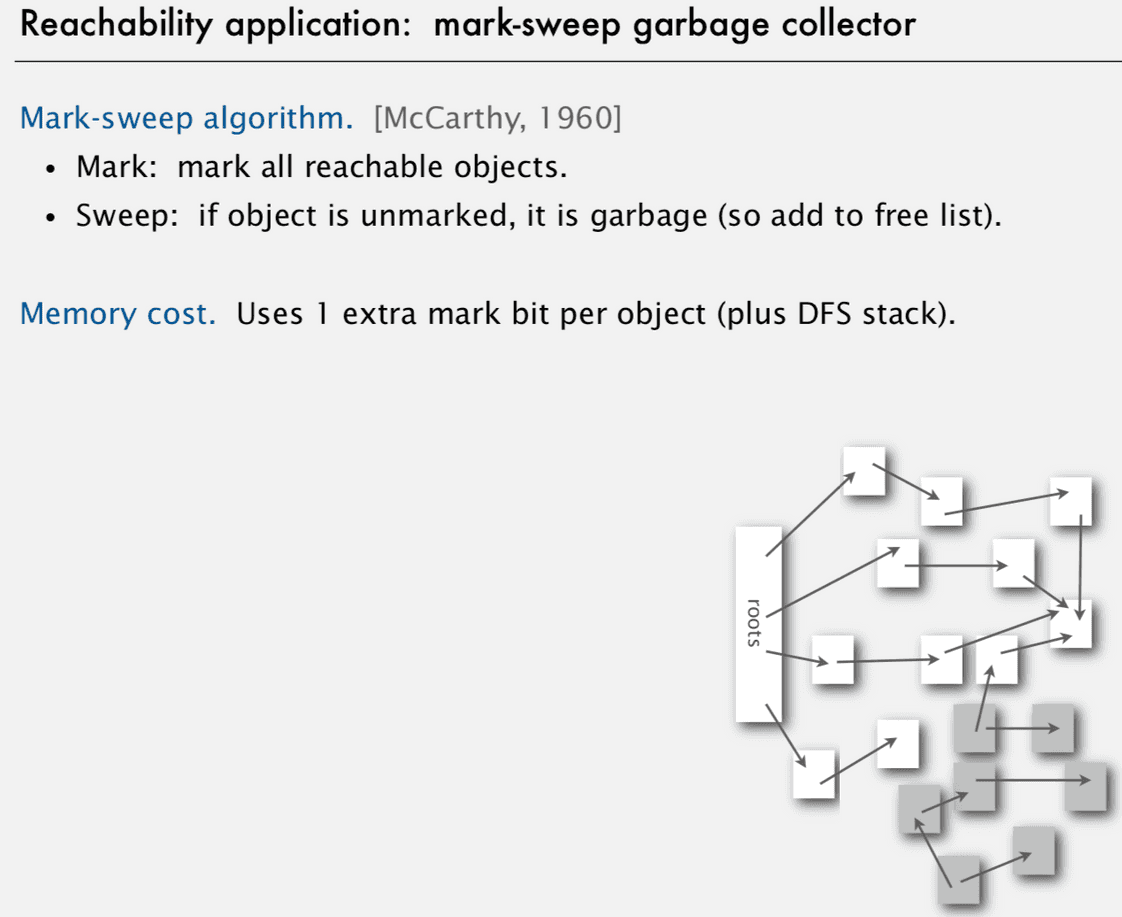 Reachability application: mark-sweep garbage collector
Mark-sweep algorithm. [McCarthy, 1960]
• Mark: mark all reachable objects.
• Sweep: if object is unmarked, it is garbage (so add to free list).
Memory cost. Uses 1 extra mark bit per object (plus DFS stack).
roots